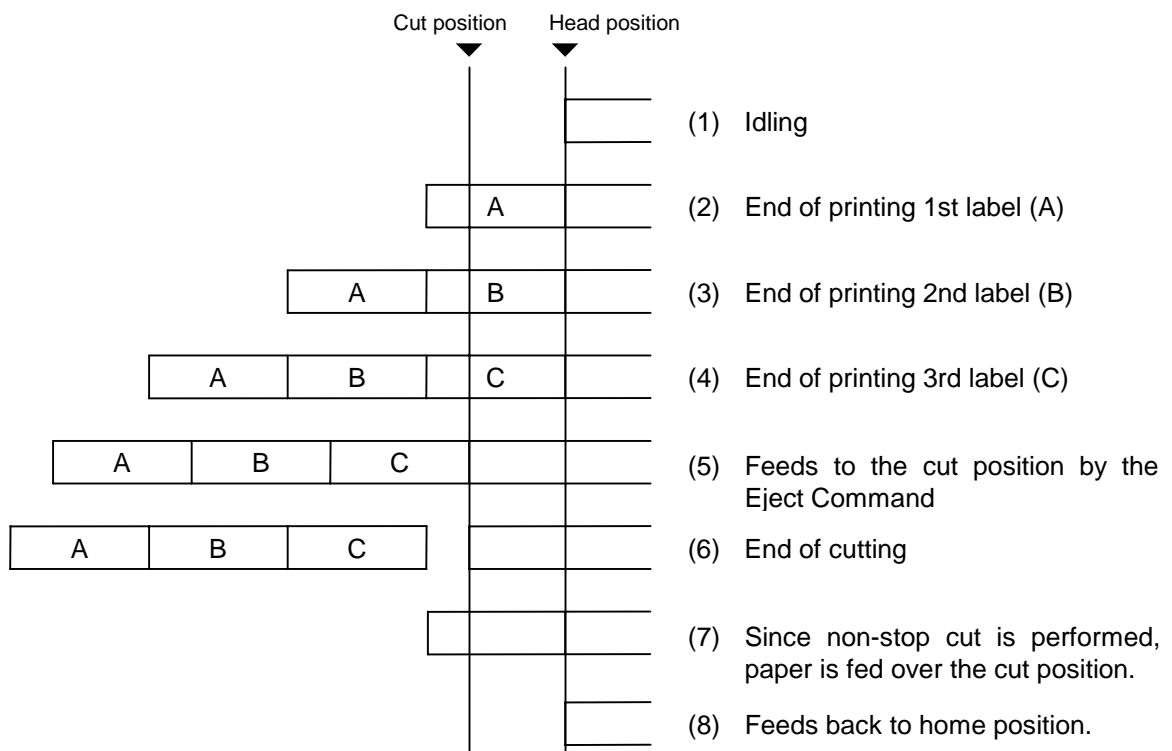 Cut position Head position
(1) Idling
A (2) End of printing 1st label (A)
A B (3) End of printing 2nd label (B)
A B C (4) End of printing 3rd label (C)
A B C (5) Feeds to the cut position by the
Eject Command
A B C (6) End of cutting
(7) Since non-stop cut is performed,
paper is fed over the cut position.
(8) Feeds back to home position.